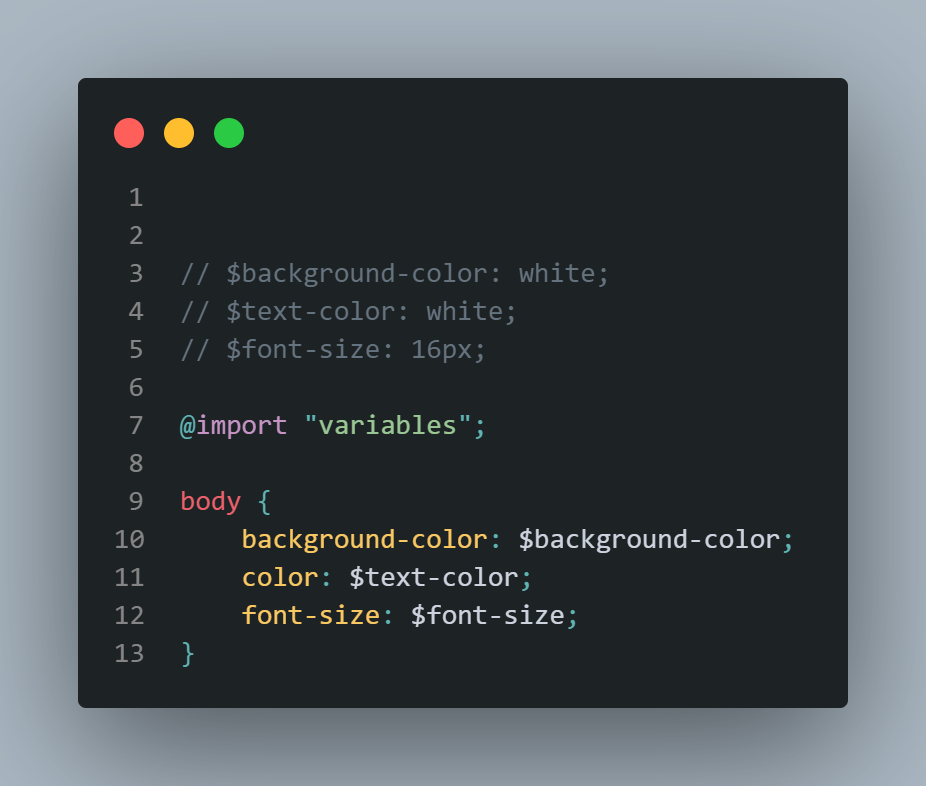 1
2
3 // $background-color: white;
4 // $text-color: white;
5 // $font-size: 16px;
6
7 @import "variables";
8
9 body {
10     background-color: $background-color;
11     color: $text-color;
12     font-size: $font-size;
13 }